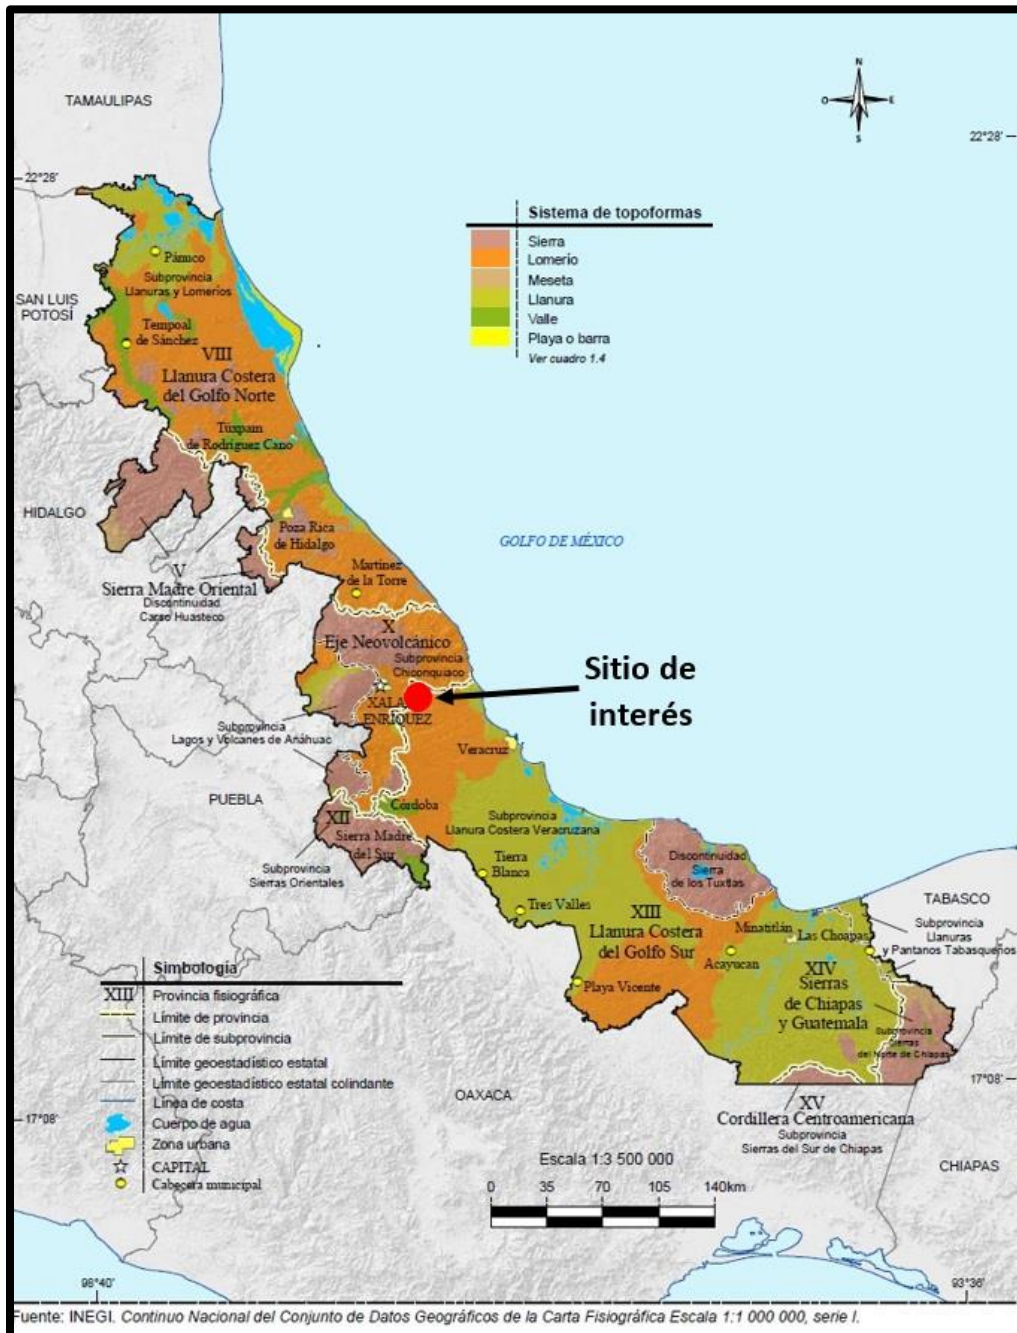 TAMAULIPAS
N
O
E
S
22°28'
22°28'
Sistema de topoformas
Sierra
Lomerío
Meseta
Llanura
Valle
Playa o barra
Ver cuadro 1.4
Pánuco
Subprovincia
Llanuras y Lomeríos
SAN LUIS
POTOSÍ
Tempoal
de Sánchez
VIII
Llanura Costera
del Golfo Norte
Túxpam
de Rodríguez Cano
HIDALGO
Poza Rica
de Hidalgo
GOLFO DE MÉXICO
V
Sierra Madre Oriental
Discontinuidad
Carso Huasteco
Martínez
de la Torre
X
Eje Neovolcánico
Subprovincia
Chiconquiaco
Sitio de
interés
XALA
ENRÍQUEZ
Subprovincia
Lagos y Volcanes de Anáhuac
Veracruz
PUEBLA
Córdoba
XII
Sierra Madre
del Sur
Subprovincia
Sierras Orientales
Subprovincia
Llanura Costera Veracruzana
Tierra
Blanca
Tres Valles
Discontinuidad
Sierra
de los Tuxtlas
TABASCO
Subprovincia
Llanuras
y Pantanos Tabasqueños
XIII
Llanura Costera
del Golfo Sur
Minatitlán
Las Choapas
Acayucan
Playa Vicente
XIV
Sierras
de Chiapas
y Guatemala
Subprovincia
Sierras
del Norte de Chiapas
Simbología
XIII Provincia fisiográfica
Límite de provincia
Límite de subprovincia
Límite geoestadístico estatal
Límite geoestadístico estatal colindante
Línea de costa
Cuerpo de agua
Zona urbana
CAPITAL
Cabecera municipal
17°08'
17°08'
OAXACA
XV
Cordillera Centroamericana
Subprovincia
Sierras del Sur de Chiapas
CHIAPAS
Escala 1:3 500 000
0 35 70 105 140km
98°40'
93°36'
Fuente: INEGI. Continuo Nacional del Conjunto de Datos Geográficos de la Carta Fisiográfica Escala 1:1 000 000, serie I.